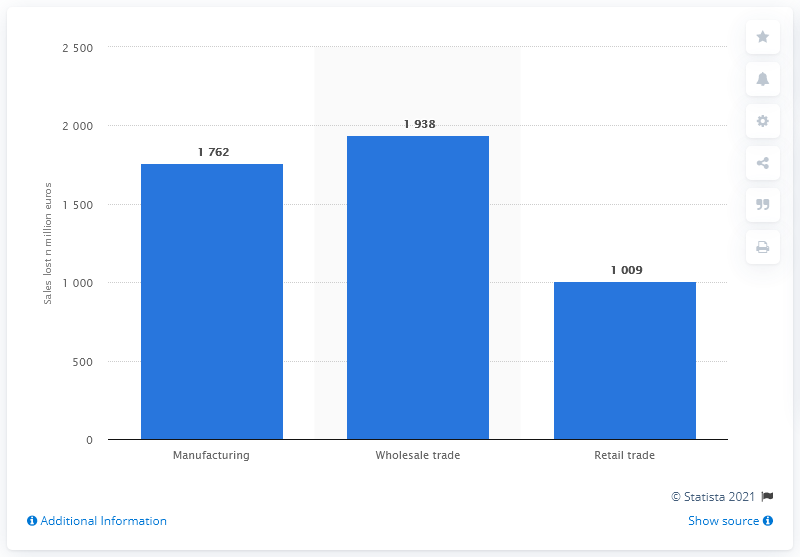 2 500
2 000
1 500
1 000
500
0
Sales lost n million euros
1 762
1 938
1 009
Manufacturing
Wholesale trade
Retail trade
© Statista 2021
Additional Information
Show source